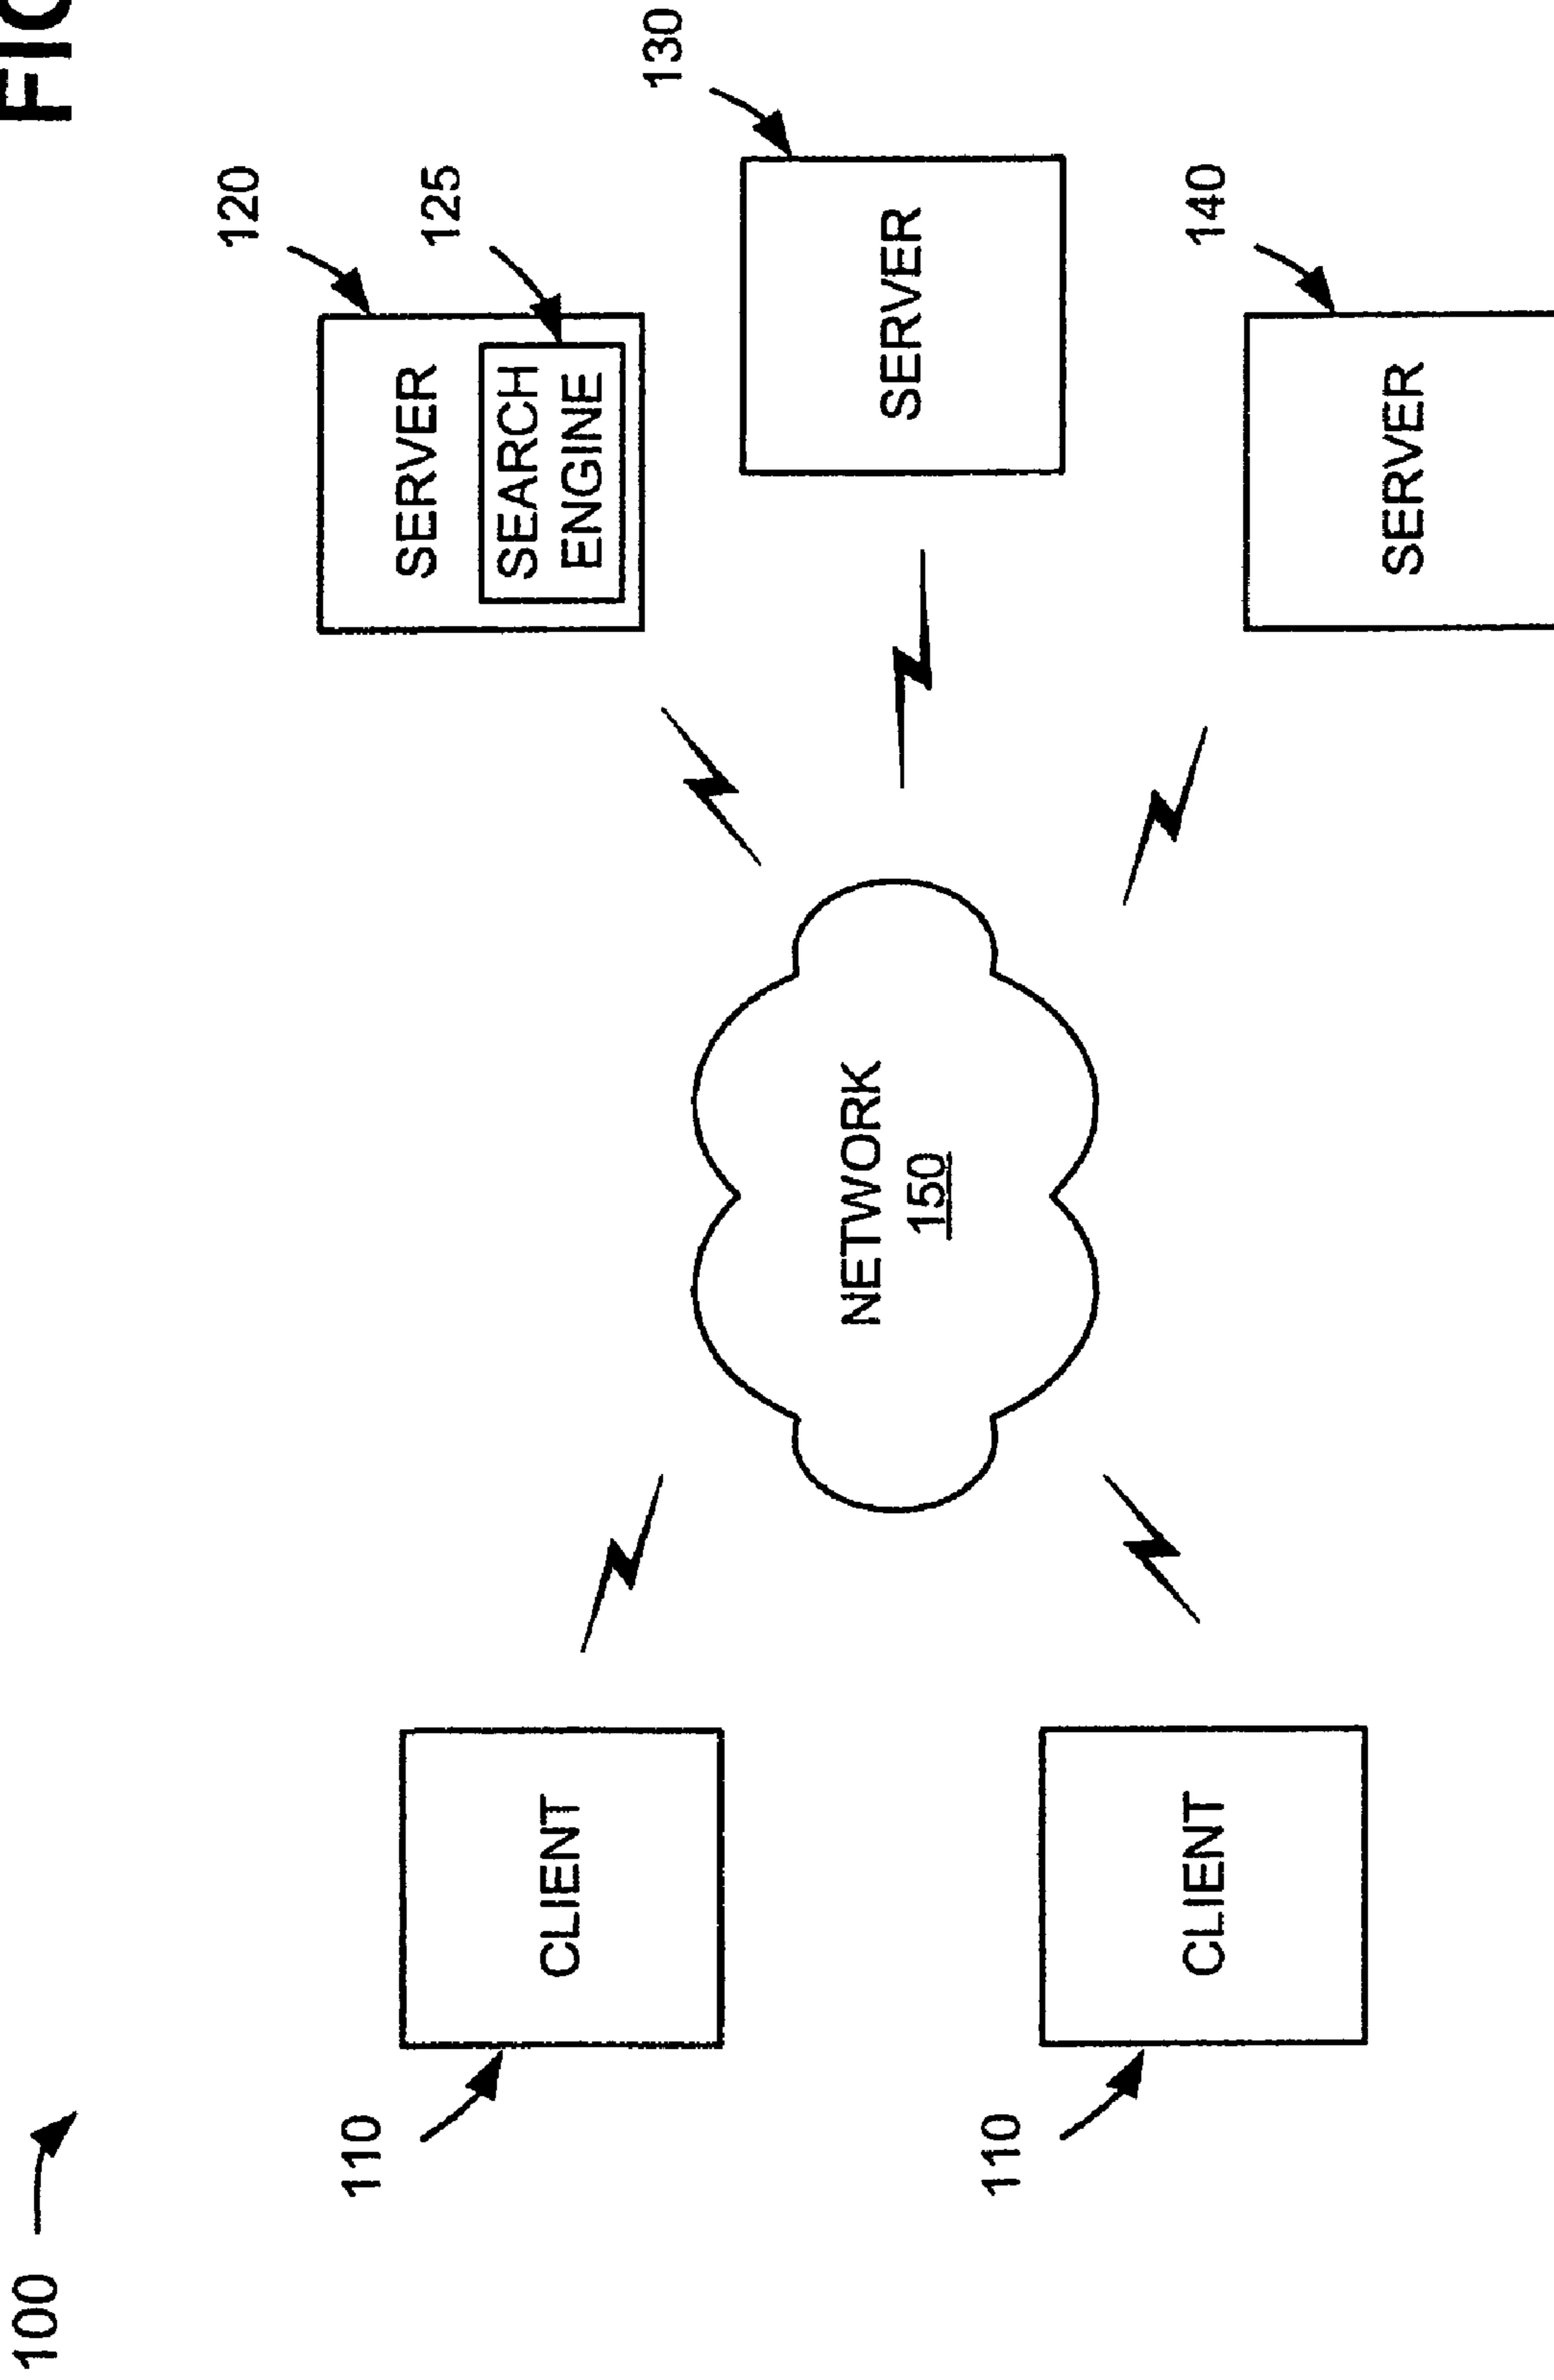 FIG
100
110
CLIENT
110
CLIENT
NETWORK
150
120
SERVER
125
SEARCH
ENGINE
130
SERVER
140
SERVER